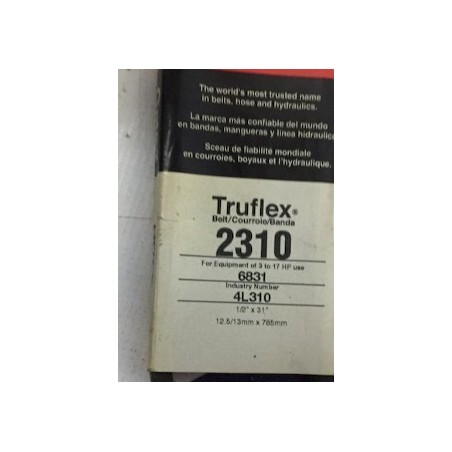 The world's most trusted name
in belts, hose and hydraulics.
La marca más confiable del mundo
en bandas, mangueras y línea hidráulica
Sceau de fiabilité mondiale
en courroies, boyaux et l'hydraulique.
Truflex®
Belt/Courroie/Banda
2310
For Equipment of 3 to 17 HP use
6831
Industry Number
4L310
1/2" x 31"
12.5/13mm x 785mm